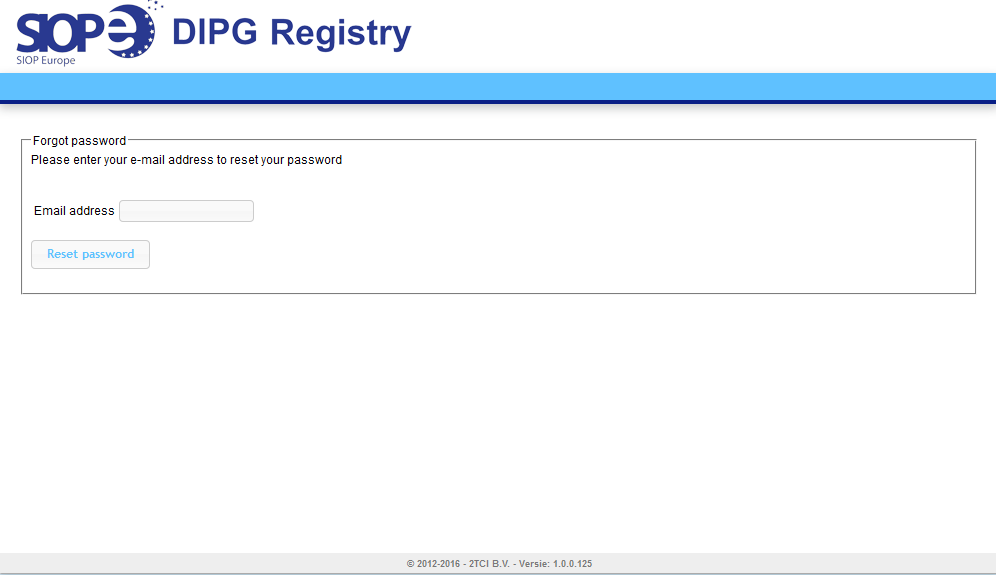 SIOPe DIPG Registry
SIOP Europe
Forgot password
Please enter your e-mail address to reset your password
Email address
Reset password
© 2012-2016 - 2TCI B.V. - Versie: 1.0.0.125